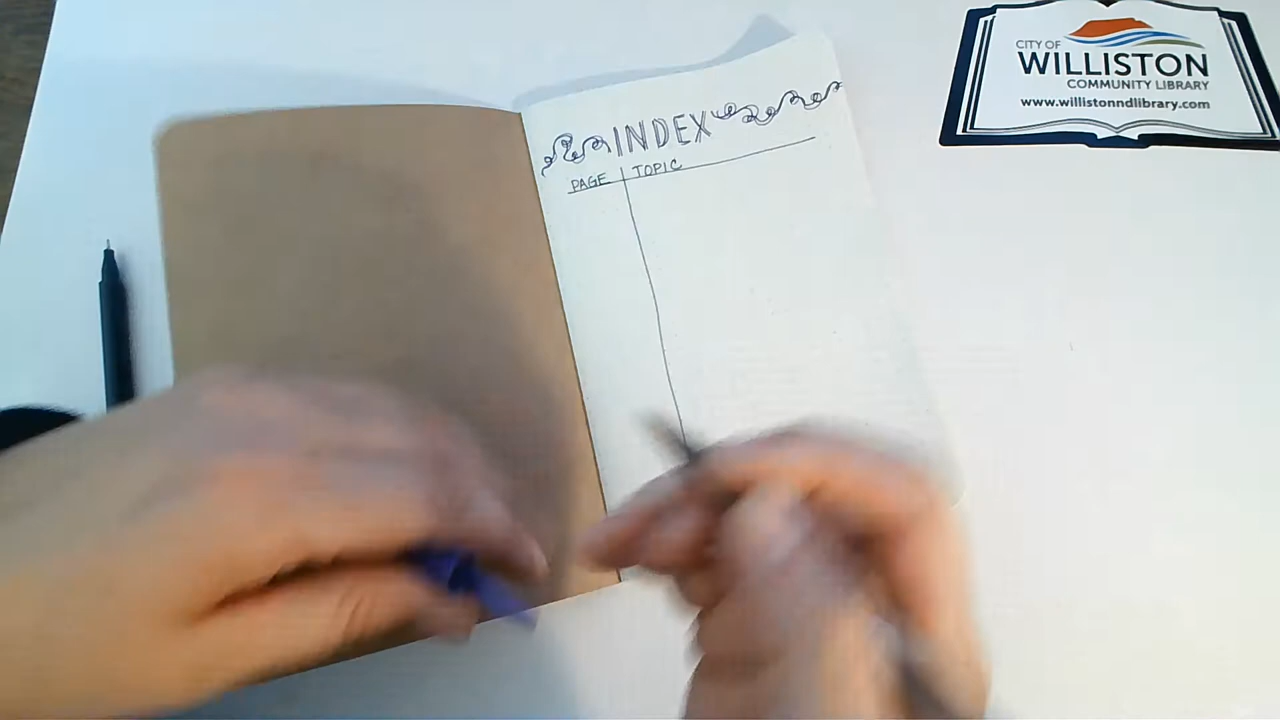 INDEX
PAGE TOPIC
CITY OF
WILLISTON
COMMUNITY LIBRARY
www.willistonndlibrary.com